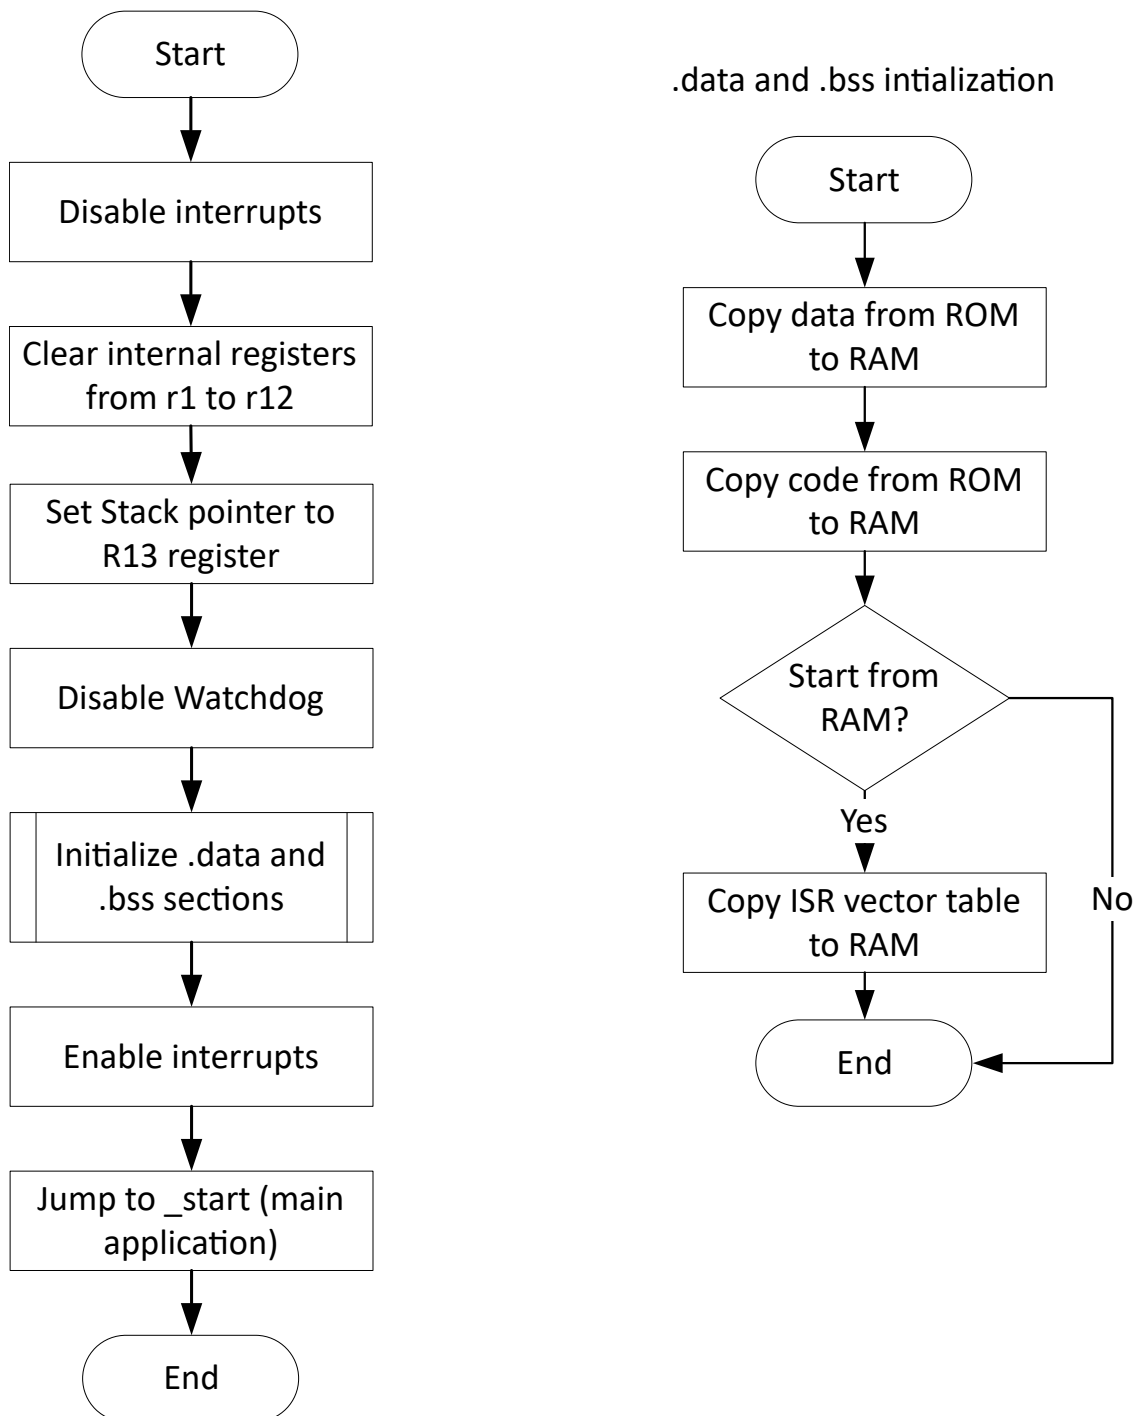 Start
Disable interrupts
Clear internal registers
from r1 to r12
Set Stack pointer to
R13 register
Disable Watchdog
Initialize .data and
.bss sections
Enable interrupts
Jump to _start (main
application)
End
.data and .bss intialization
Start
Copy data from ROM
to RAM
Copy code from ROM
to RAM
Start from
RAM?
Yes
No
Copy ISR vector table
to RAM
End